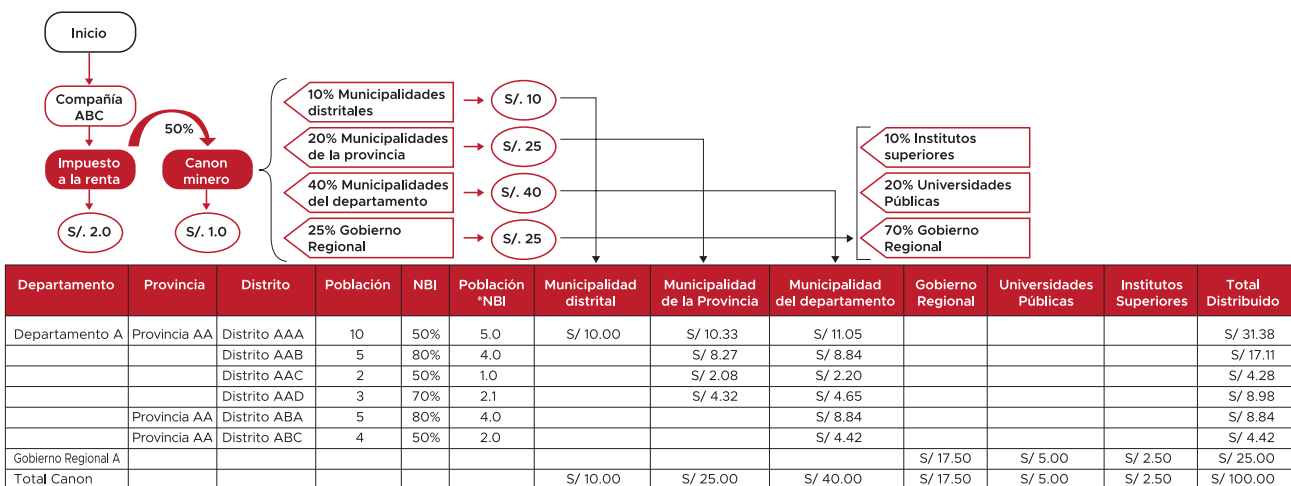 Inicio
Compañía
ABC
50%
Impuesto
a la renta
Canon
minero
S/. 2.0
S/. 1.0
10% Municipalidades
distritales
S/. 10
20% Municipalidades
de la provincia
S/. 25
40% Municipalidades
del departamento
S/. 40
25% Gobierno
Regional
S/. 25
10% Institutos
superiores
20% Universidades
Públicas
70% Gobierno
Regional
Departamento Provincia Distrito Población NBI Población *NBI Municipalidad distrital Municipalidad de la Provincia Municipalidad del departamento Gobierno Regional Universidades Públicas Institutos Superiores Total Distribuido
Departamento A Provincia AA Distrito AAA 10 50% 5.0 S/ 10.00 S/ 10.33 S/ 11.05 S/ 31.38
Distrito AAB 5 80% 4.0 S/ 8.27 S/ 8.84 S/ 17.11
Distrito AAC 2 50% 1.0 S/ 2.08 S/ 2.20 S/ 4.28
Distrito AAD 3 70% 2.1 S/ 4.32 S/ 4.65 S/ 8.98
Provincia AA Distrito ABA 5 80% 4.0 S/ 8.84 S/ 8.84
Provincia AA Distrito ABC 4 50% 2.0 S/ 4.42 S/ 4.42
Gobierno Regional A S/ 17.50 S/ 5.00 S/ 2.50 S/ 25.00
Total Canon S/ 10.00 S/ 25.00 S/ 40.00 S/ 17.50 S/ 5.00 S/ 2.50 S/ 100.00